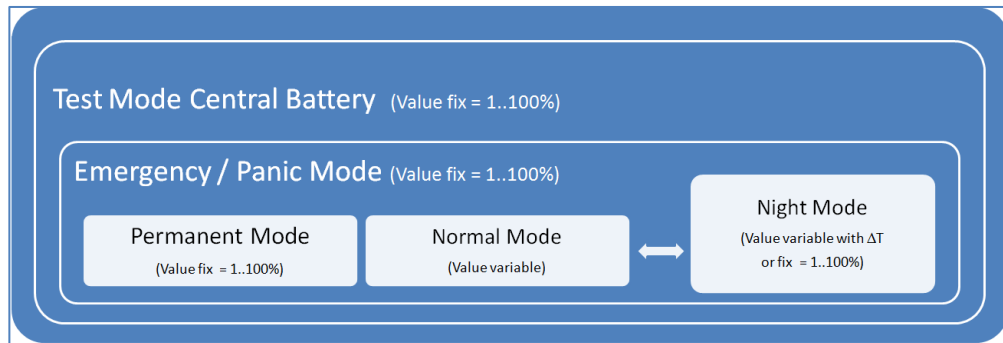 Test Mode Central Battery (Value fix = 1..100%)
Emergency / Panic Mode (Value fix = 1..100%)
Permanent Mode
(Value fix = 1..100%)
Normal Mode
(Value variable)
Night Mode
(Value variable with ΔT
or fix = 1..100%)